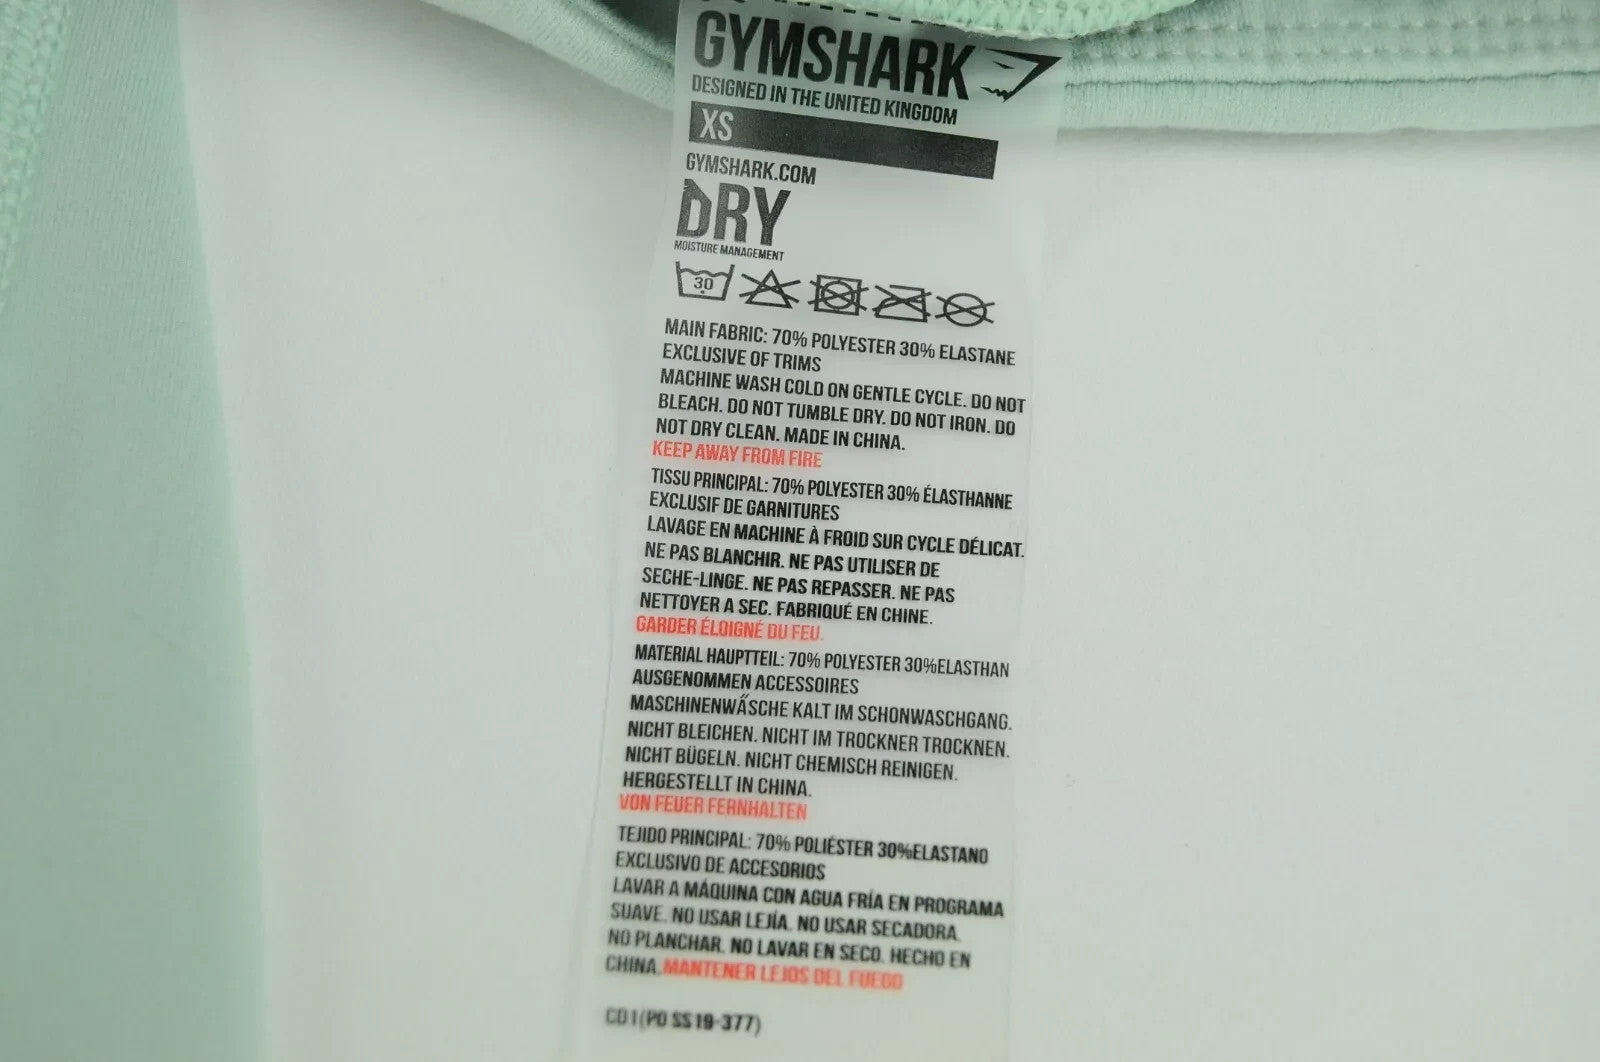 GYMSHARK
DESIGNED IN THE UNITED KINGDOM
XS
GYMSHARK.COM
DRY
MOISTURE MANAGEMENT
30
MAIN FABRIC: 70% POLYESTER 30% ELASTANE
EXCLUSIVE OF TRIMS
MACHINE WASH COLD ON GENTLE CYCLE. DO NOT
BLEACH. DO NOT TUMBLE DRY. DO NOT IRON. DO
NOT DRY CLEAN. MADE IN CHINA.
KEEP AWAY FROM FIRE
TISSU PRINCIPAL: 70% POLYESTER 30% ÉLASTHANNE
EXCLUSIF DE GARNITURES
LAVAGE EN MACHINE À FROID SUR CYCLE DÉLICAT.
NE PAS BLANCHIR. NE PAS UTILISER DE
SECHE-LINGE. NE PAS REPASSER. NE PAS
NETTOYER A SEC. FABRIQUÉ EN CHINE.
GARDER ÉLOIGNÉ DU FEU.
MATERIAL HAUPTTEIL: 70% POLYESTER 30%ELASTHAN
AUSGENOMMEN ACCESSOIRES
MASCHINENWÄSCHE KALT IM SCHONWASCHGANG.
NICHT BLEICHEN. NICHT IM TROCKNER TROCKNEN.
NICHT BÜGELN. NICHT CHEMISCH REINIGEN.
HERGESTELLT IN CHINA.
VON FEUER FERNHALTEN
TEJIDO PRINCIPAL: 70% POLIÉSTER 30%ELASTANO
EXCLUSIVO DE ACCESORIOS
LAVAR A MÁQUINA CON AGUA FRÍA EN PROGRAMA
SUAVE. NO USAR LEJÍA. NO USAR SECADORA.
NO PLANCHAR. NO LAVAR EN SECO. HECHO EN
CHINA.MANTENER LEJOS DEL FUEGO
CO1(PO SS19-377)